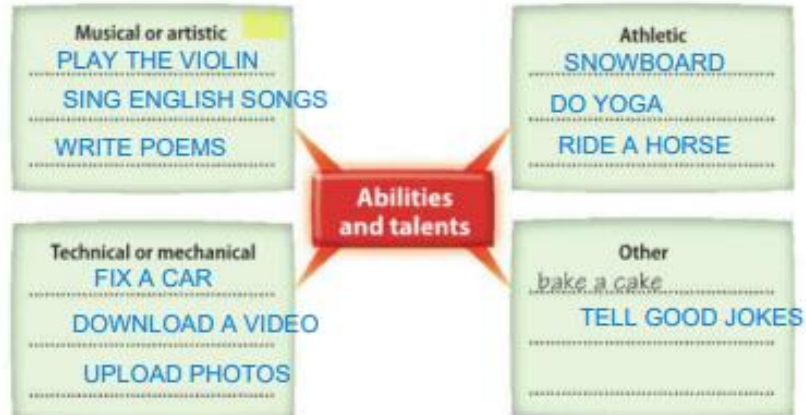 Musical or artistic
PLAY THE VIOLIN
SING ENGLISH SONGS
WRITE POEMS
Athletic
SNOWBOARD
DO YOGA
RIDE A HORSE
Abilities
and talents
Technical or mechanical
FIX A CAR
DOWNLOAD A VIDEO
UPLOAD PHOTOS
Other
bake a cake
TELL GOOD JOKES